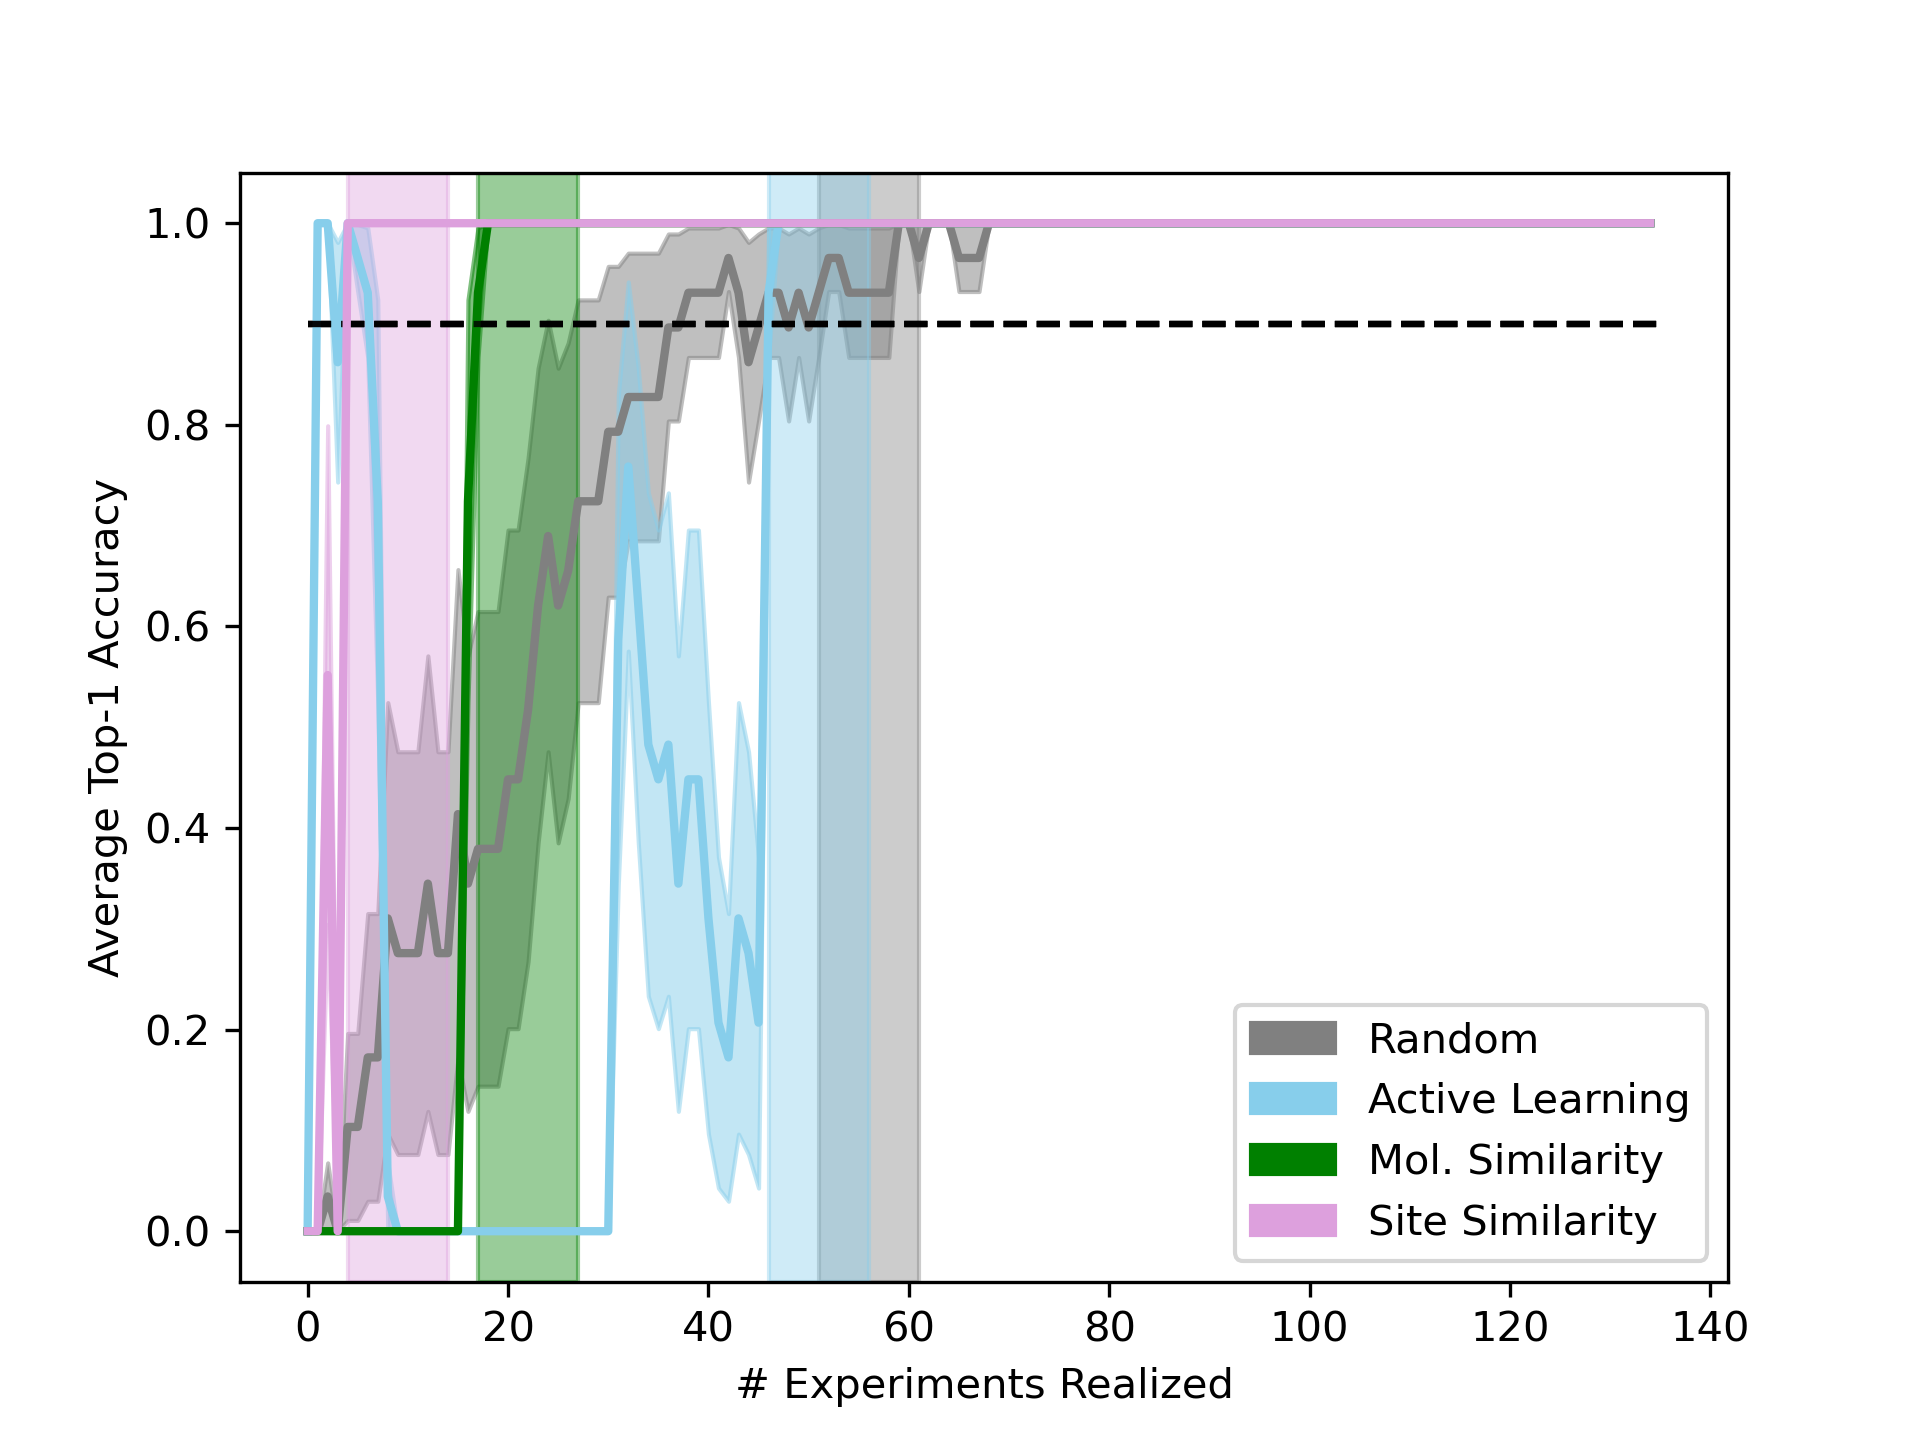 Average Top-1 Accuracy
1.0
0.8
0.6
0.4
0.2
0.0
0 20 40 60 80 100 120 140
# Experiments Realized
Random
Active Learning
Mol. Similarity
Site Similarity